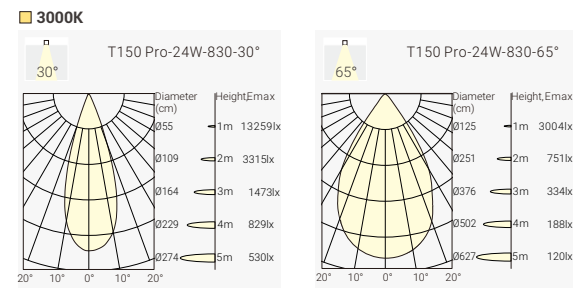 3000K
T150 Pro-24W-830-30°
30°
Diameter Height,Emax
(cm)
Ø55 1m 13259lx
Ø109 2m 3315lx
Ø164 3m 1473lx
Ø229 4m 829lx
Ø274 5m 530lx
20° 10° 0° 10° 20°
T150 Pro-24W-830-65°
65°
Diameter Height,Emax
(cm)
Ø125 1m 3004lx
Ø251 2m 751lx
Ø376 3m 334lx
Ø502 4m 188lx
Ø627 5m 120lx
20° 10° 0° 10° 20°